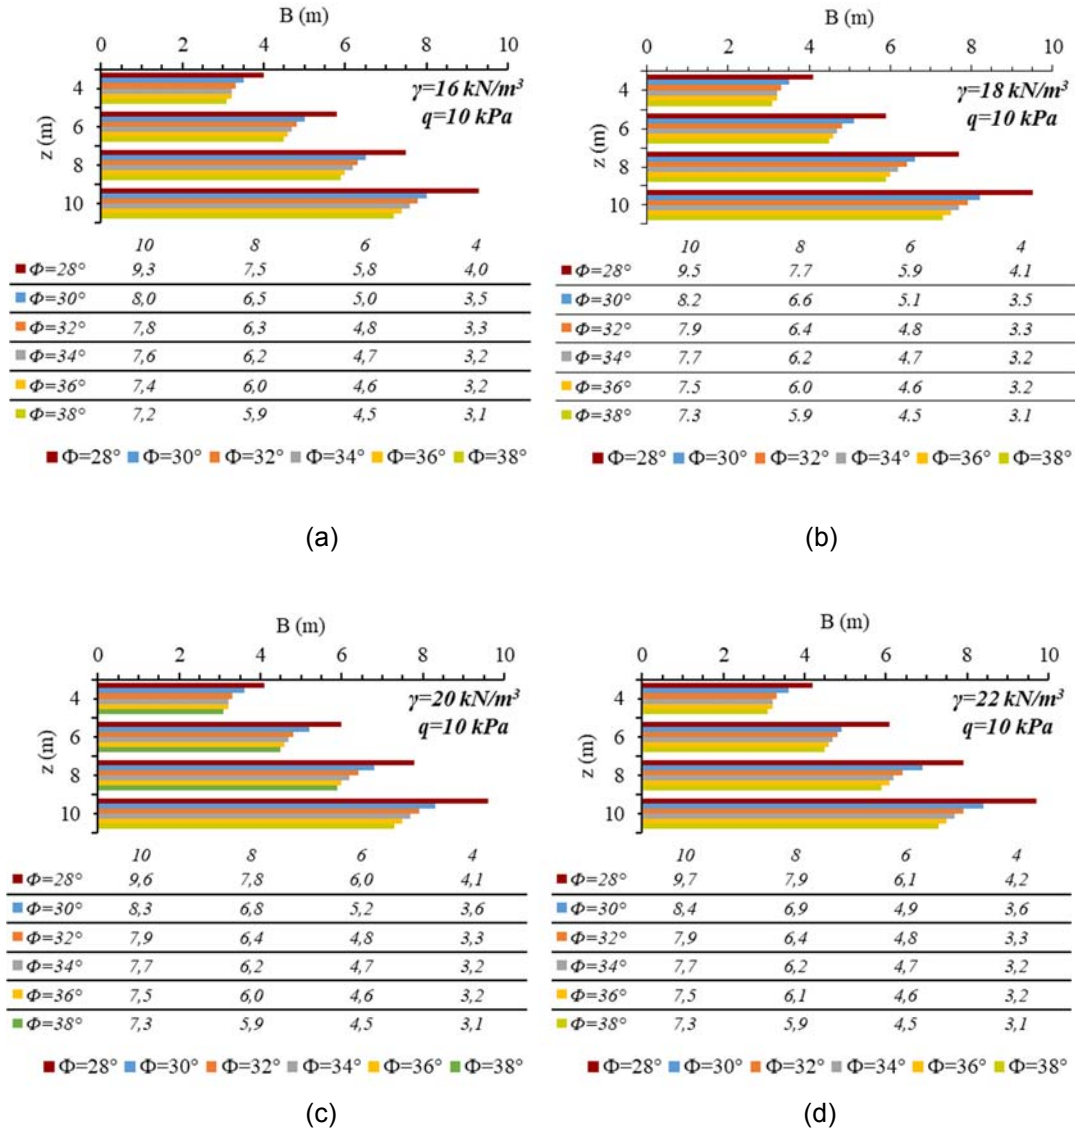 B (m)
0 2 4 6 8 10
z (m)
4
6
8
10
γ=16 kN/m³
q=10 kPa
10 8 6 4
Φ=28° 9,3 7,5 5,8 4,0
Φ=30° 8,0 6,5 5,0 3,5
Φ=32° 7,8 6,3 4,8 3,3
Φ=34° 7,6 6,2 4,7 3,2
Φ=36° 7,4 6,0 4,6 3,2
Φ=38° 7,2 5,9 4,5 3,1
Φ=28° Φ=30° Φ=32° Φ=34° Φ=36° Φ=38°
(a)
B (m)
0 2 4 6 8 10
z (m)
4
6
8
10
γ=18 kN/m³
q=10 kPa
10 8 6 4
Φ=28° 9.5 7.7 5.9 4.1
Φ=30° 8.2 6.6 5.1 3.5
Φ=32° 7.9 6.4 4.8 3.3
Φ=34° 7.7 6.2 4.7 3.2
Φ=36° 7.5 6.0 4.6 3.2
Φ=38° 7.3 5.9 4.5 3.1
Φ=28° Φ=30° Φ=32° Φ=34° Φ=36° Φ=38°
(b)
B (m)
0 2 4 6 8 10
z (m)
4
6
8
10
γ=20 kN/m³
q=10 kPa
10 8 6 4
Φ=28° 9,6 7,8 6,0 4,1
Φ=30° 8,3 6,8 5,2 3,6
Φ=32° 7,9 6,4 4,8 3,3
Φ=34° 7,7 6,2 4,7 3,2
Φ=36° 7,5 6,0 4,6 3,2
Φ=38° 7,3 5,9 4,5 3,1
Φ=28° Φ=30° Φ=32° Φ=34° Φ=36° Φ=38°
(c)
B (m)
0 2 4 6 8 10
z (m)
4
6
8
10
γ=22 kN/m³
q=10 kPa
10 8 6 4
Φ=28° 9,7 7,9 6,1 4,2
Φ=30° 8,4 6,9 4,9 3,6
Φ=32° 7,9 6,4 4,8 3,3
Φ=34° 7,7 6,2 4,7 3,2
Φ=36° 7,5 6,1 4,6 3,2
Φ=38° 7,3 5,9 4,5 3,1
Φ=28° Φ=30° Φ=32° Φ=34° Φ=36° Φ=38°
(d)